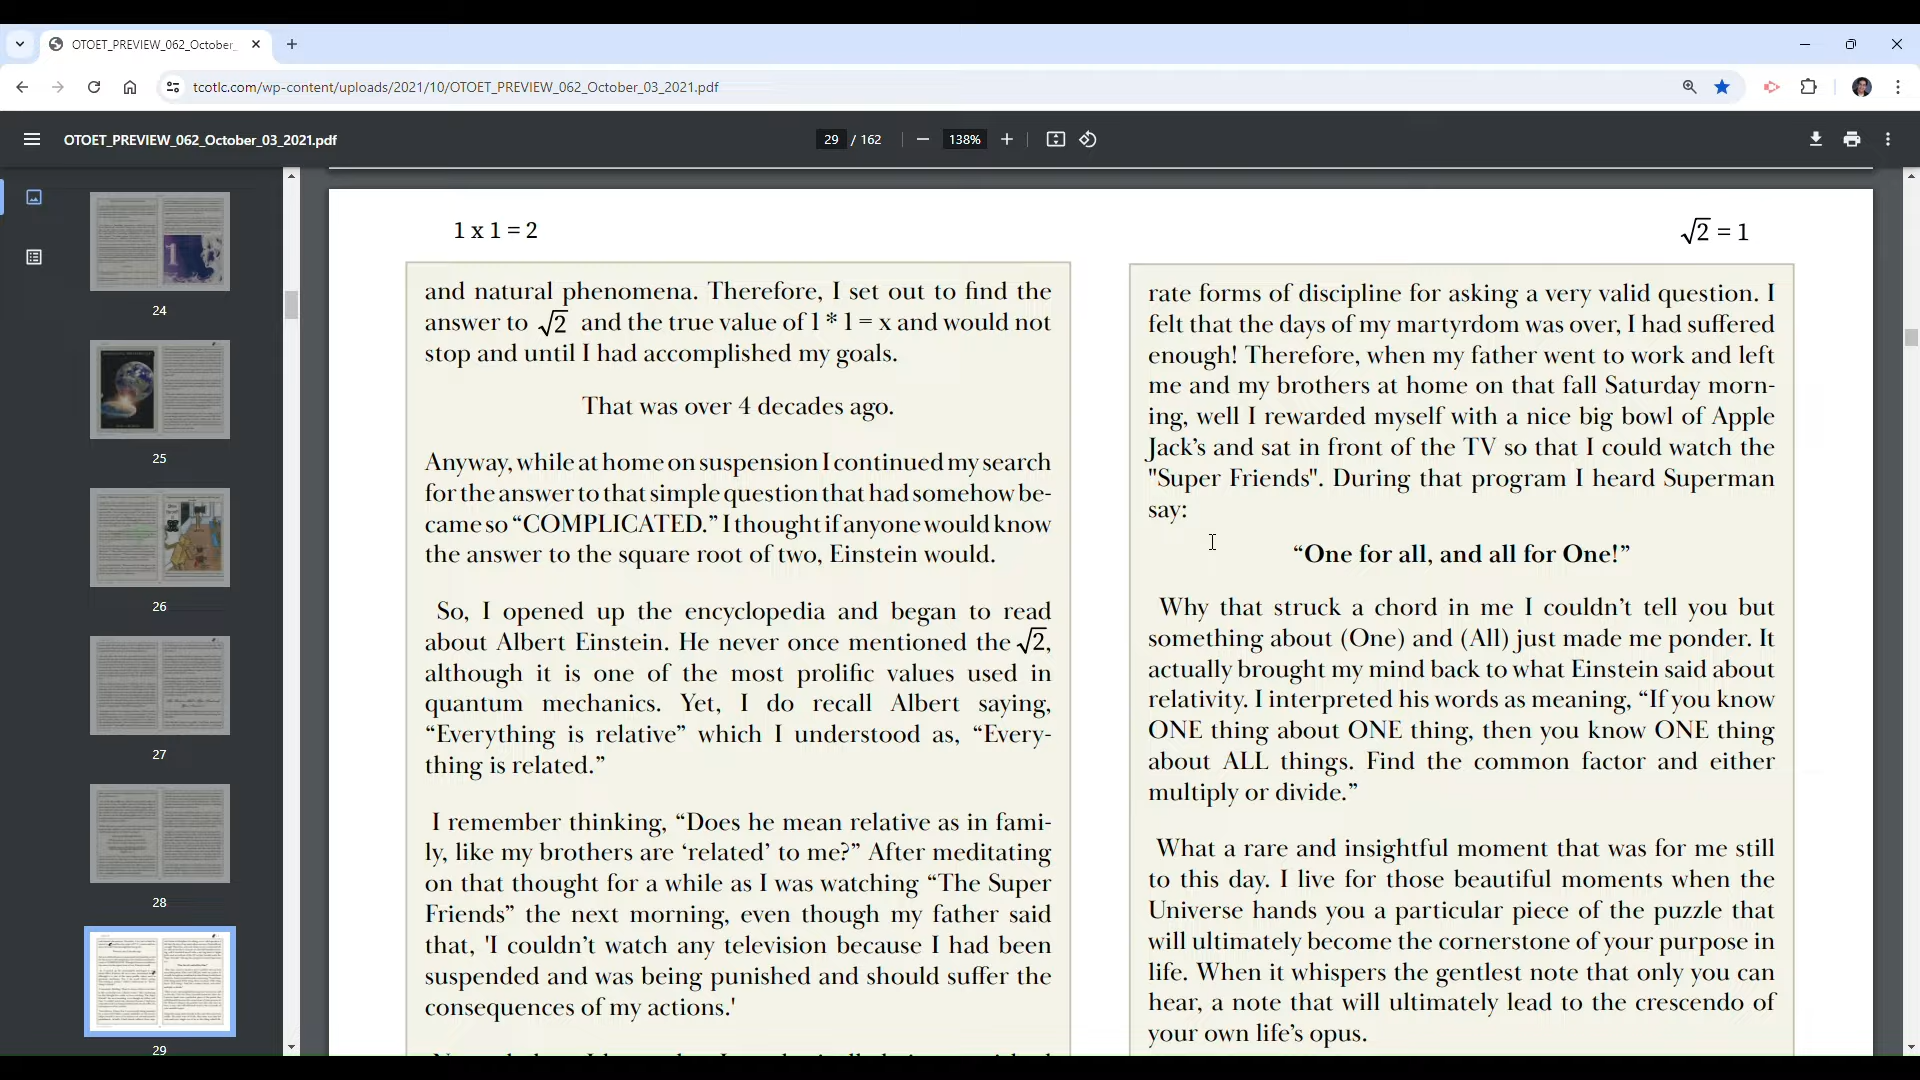 OTOET_PREVIEW_062_October_
tcotlc.com/wp-content/uploads/2021/10/OTOET_PREVIEW_062_October_03_2021.pdf
OTOET_PREVIEW_062_October_03_2021.pdf
29 / 162
138%
24
25
26
27
28
29
1 x 1 = 2
and natural phenomena. Therefore, I set out to find the
answer to √2 and the true value of 1 * 1 = x and would not
stop and until I had accomplished my goals.
That was over 4 decades ago.
Anyway, while at home on suspension I continued my search
for the answer to that simple question that had somehow be-
came so “COMPLICATED.” I thought if anyone would know
the answer to the square root of two, Einstein would.
So, I opened up the encyclopedia and began to read
about Albert Einstein. He never once mentioned the √2,
although it is one of the most prolific values used in
quantum mechanics. Yet, I do recall Albert saying,
“Everything is relative” which I understood as, “Every-
thing is related.”
I remember thinking, “Does he mean relative as in fami-
ly, like my brothers are ‘related’ to me?” After meditating
on that thought for a while as I was watching “The Super
Friends” the next morning, even though my father said
that, 'I couldn’t watch any television because I had been
suspended and was being punished and should suffer the
consequences of my actions.'
√2 = 1
rate forms of discipline for asking a very valid question. I
felt that the days of my martyrdom was over, I had suffered
enough! Therefore, when my father went to work and left
me and my brothers at home on that fall Saturday morn-
ing, well I rewarded myself with a nice big bowl of Apple
Jack’s and sat in front of the TV so that I could watch the
"Super Friends". During that program I heard Superman
say:
“One for all, and all for One!”
Why that struck a chord in me I couldn’t tell you but
something about (One) and (All) just made me ponder. It
actually brought my mind back to what Einstein said about
relativity. I interpreted his words as meaning, “If you know
ONE thing about ONE thing, then you know ONE thing
about ALL things. Find the common factor and either
multiply or divide.”
What a rare and insightful moment that was for me still
to this day. I live for those beautiful moments when the
Universe hands you a particular piece of the puzzle that
will ultimately become the cornerstone of your purpose in
life. When it whispers the gentlest note that only you can
hear, a note that will ultimately lead to the crescendo of
your own life’s opus.